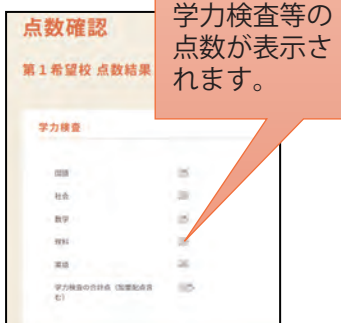 点数確認
第1希望校 点数結果
学力検査等の
点数が表示さ
れます。
学力検査
国語
社会
数学
理科
英語
学力検査の合計点（加重配点含
む）